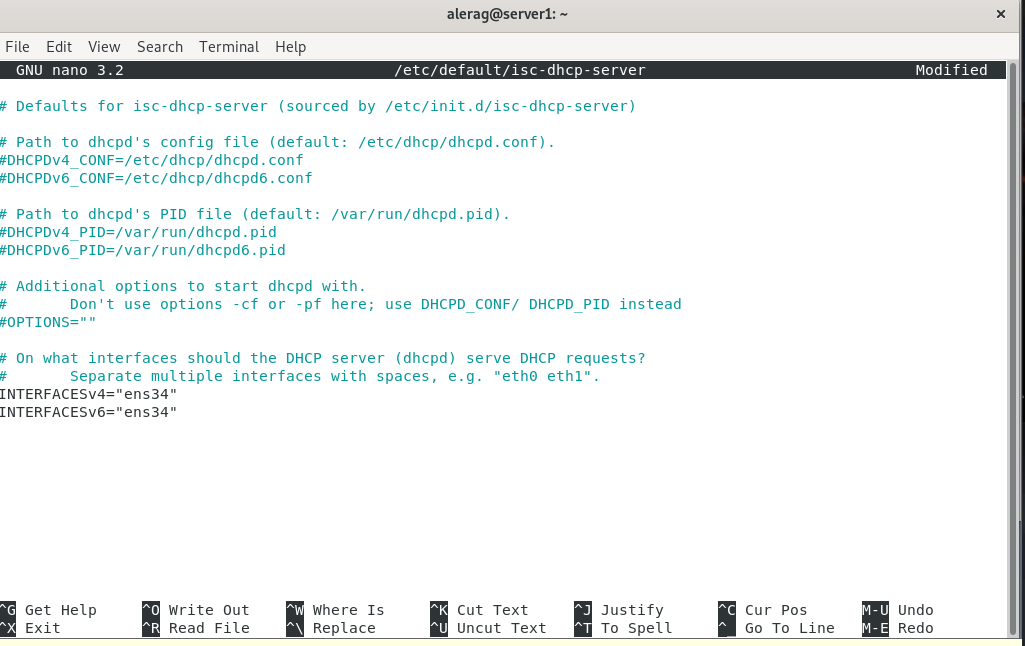 alerag@server1: ~
×
File Edit View Search Terminal Help
GNU nano 3.2 /etc/default/isc-dhcp-server Modified
# Defaults for isc-dhcp-server (sourced by /etc/init.d/isc-dhcp-server)
# Path to dhcpd's config file (default: /etc/dhcp/dhcpd.conf).
#DHCPDv4_CONF=/etc/dhcp/dhcpd.conf
#DHCPDv6_CONF=/etc/dhcp/dhcpd6.conf
# Path to dhcpd's PID file (default: /var/run/dhcpd.pid).
#DHCPDv4_PID=/var/run/dhcpd.pid
#DHCPDv6_PID=/var/run/dhcpd6.pid
# Additional options to start dhcpd with.
#       Don't use options -cf or -pf here; use DHCPD_CONF/ DHCPD_PID instead
#OPTIONS=""
# On what interfaces should the DHCP server (dhcpd) serve DHCP requests?
#       Separate multiple interfaces with spaces, e.g. "eth0 eth1".
INTERFACESv4="ens34"
INTERFACESv6="ens34"
^G Get Help ^O Write Out ^W Where Is ^K Cut Text ^J Justify ^C Cur Pos M-U Undo
^X Exit ^R Read File ^\ Replace ^U Uncut Text ^T To Spell ^_ Go To Line M-E Redo